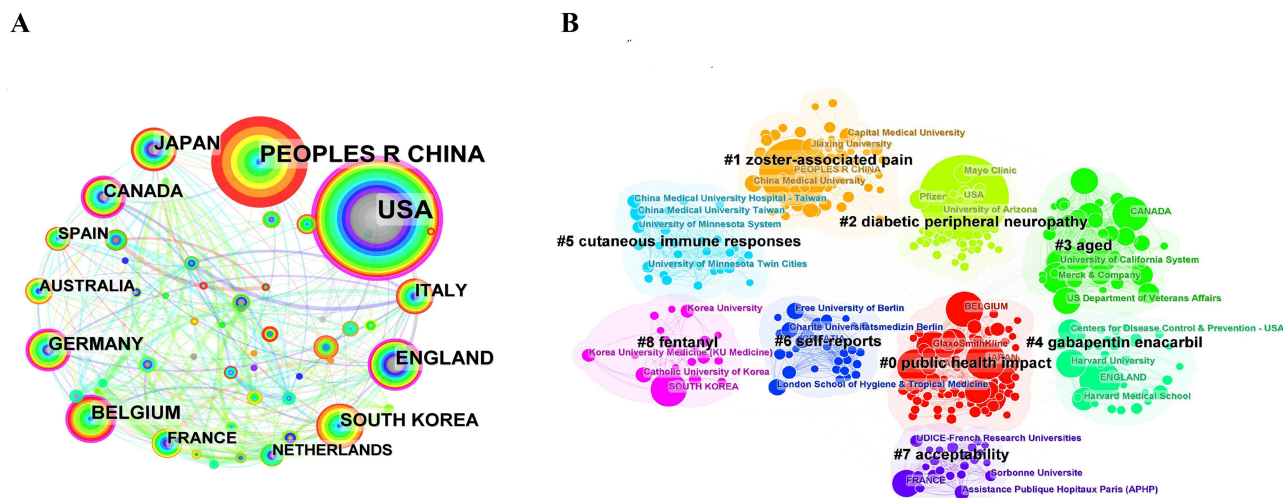 A
B
JAPAN
PEOPLES R CHINA
CANADA
USA
SPAIN
AUSTRALIA
ITALY
GERMANY
ENGLAND
BELGIUM
SOUTH KOREA
FRANCE
NETHERLANDS
Capital Medical University
Jiaxing University
#1 zoster-associated pain
PEOPLES R CHINA
China Medical University
Mayo Clinic
Pfizer
USA
University of Arizona
#2 diabetic peripheral neuropathy
CANADA
#3 aged
University of California System
Merck & Company
US Department of Veterans Affairs
China Medical University Hospital - Taiwan
China Medical University Taiwan
University of Minnesota System
#5 cutaneous immune responses
University of Minnesota Twin Cities
Korea University
#8 fentanyl
Korea University Medicine (KU Medicine)
Catholic University of Korea
SOUTH KOREA
Free University of Berlin
Charite Universitatsmedizin Berlin
#6 self-reports
London School of Hygiene & Tropical Medicine
BELGIUM
GlaxoSmithKline
JAPAN
#0 public health impact
Centers for Disease Control & Prevention - USA
#4 gabapentin enacarbil
Harvard University
ENGLAND
Harvard Medical School
UDICE-French Research Universities
#7 acceptability
Sorbonne Universite
FRANCE
Assistance Publique Hopitaux Paris (APHP)